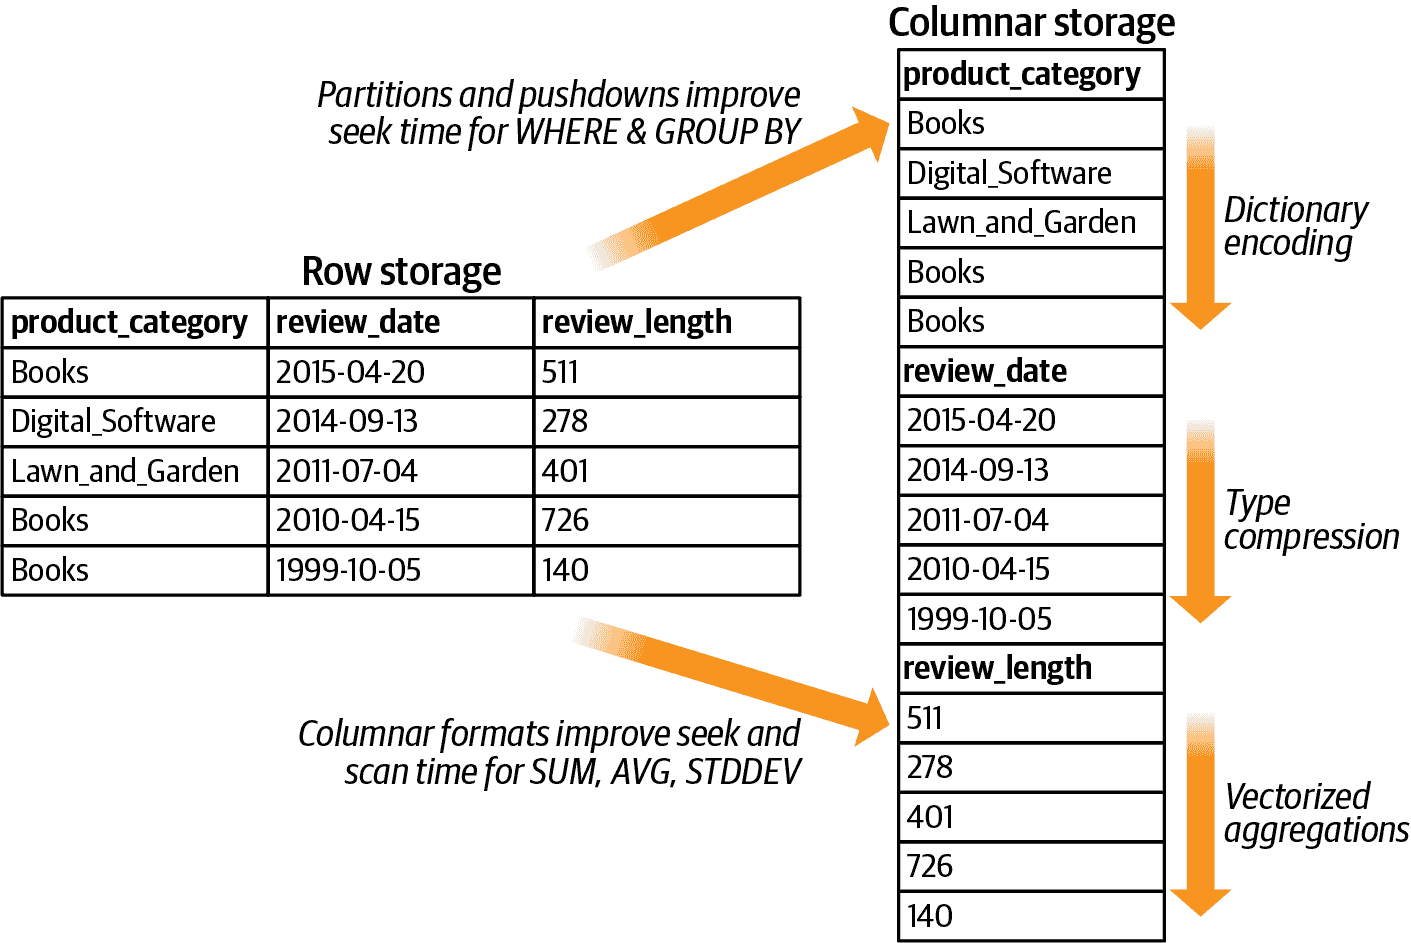 Columnar storage
Partitions and pushdowns improve
seek time for WHERE & GROUP BY
Row storage
product_category review_date review_length
Books 2015-04-20 511
Digital_Software 2014-09-13 278
Lawn_and_Garden 2011-07-04 401
Books 2010-04-15 726
Books 1999-10-05 140
Columnar formats improve seek and
scan time for SUM, AVG, STDDEV
product_category
Books
Digital_Software
Lawn_and_Garden
Books
Books
review_date
2015-04-20
2014-09-13
2011-07-04
2010-04-15
1999-10-05
review_length
511
278
401
726
140
Dictionary
encoding
Type
compression
Vectorized
aggregations